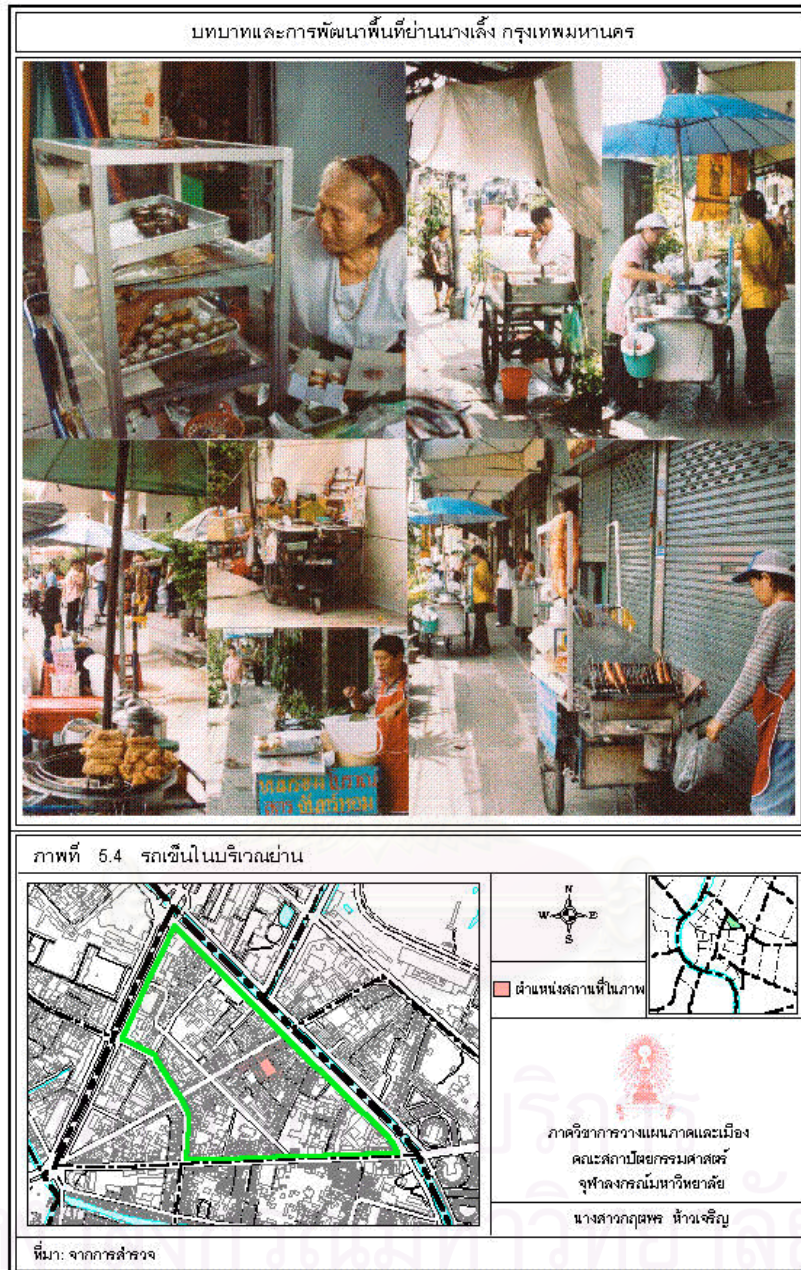 บทบาทและการพัฒนาพื้นที่ย่านนางเลิ้ง กรุงเทพมหานคร
ภาพที่ 5.4 รถเข็นในบริเวณย่าน
N
W E
S
ตำแหน่งสถานที่ในภาพ
ภาควิชาการวางแผนภาคและเมือง
คณะสถาปัตยกรรมศาสตร์
จุฬาลงกรณ์มหาวิทยาลัย
นางสาวกฤตพร ห้าวเจริญ
ที่มา: จากการสำรวจ